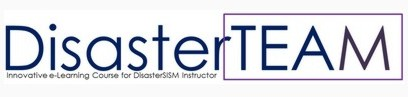 DisasterTEAM
Innovative e-Learning Course for DisasterSISM Instructor